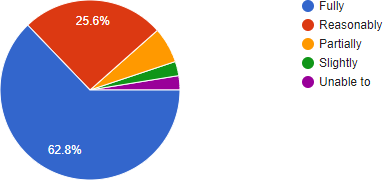 25.6%
62.8%
Fully
Reasonably
Partially
Slightly
Unable to